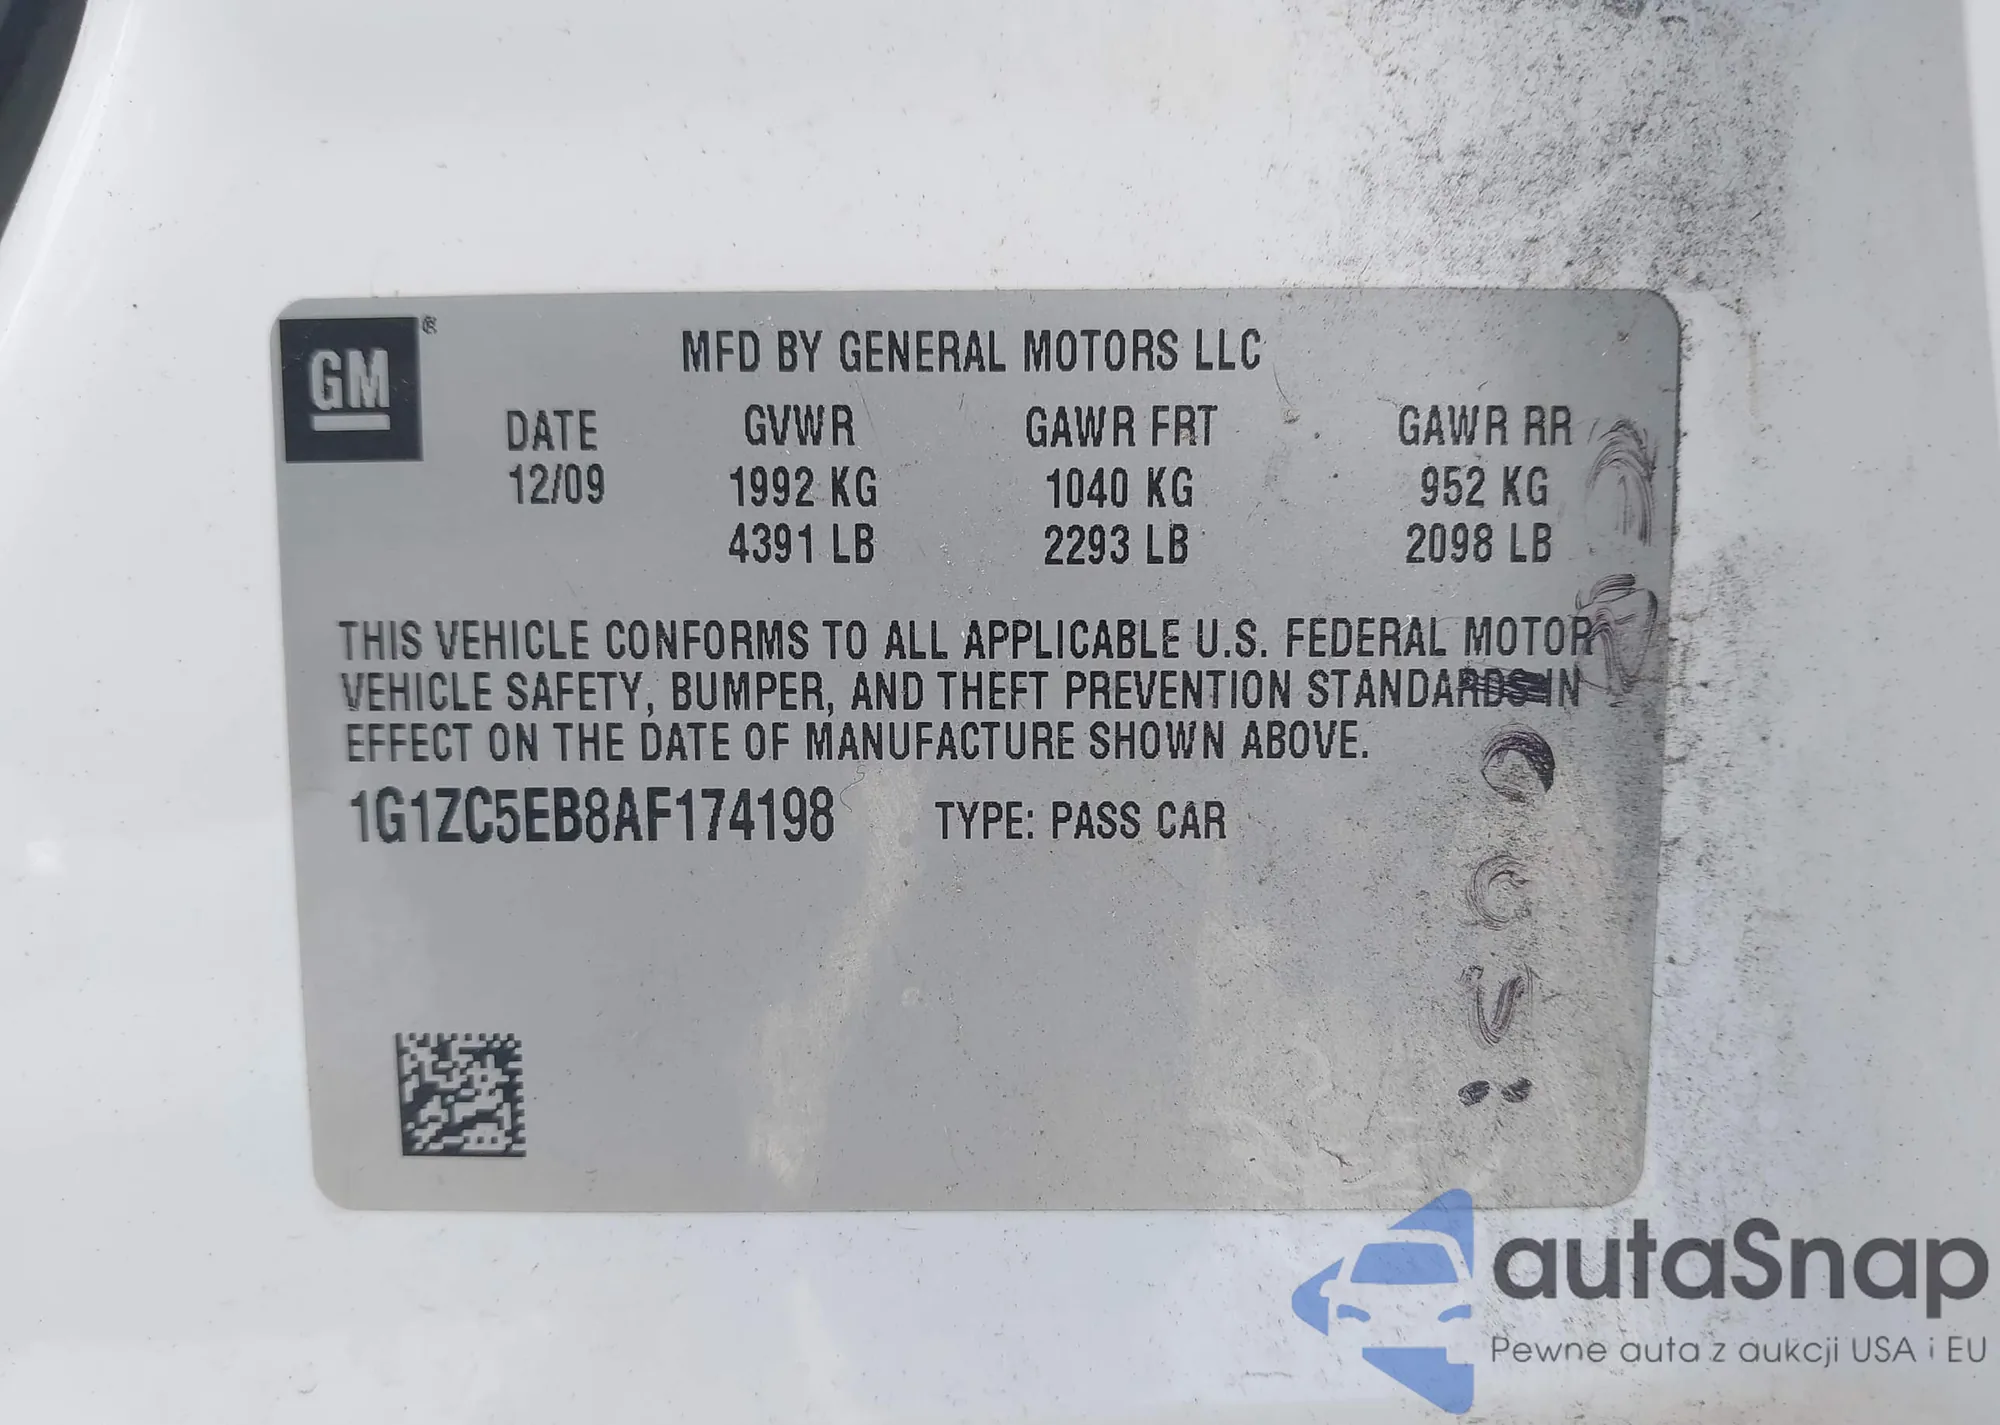 GM ®
MFD BY GENERAL MOTORS LLC
DATE GVWR GAWR FRT GAWR RR
12/09 1992 KG 1040 KG 952 KG
4391 LB 2293 LB 2098 LB
THIS VEHICLE CONFORMS TO ALL APPLICABLE U.S. FEDERAL MOTOR
VEHICLE SAFETY, BUMPER, AND THEFT PREVENTION STANDARDS IN
EFFECT ON THE DATE OF MANUFACTURE SHOWN ABOVE.
1G1ZC5EB8AF174198 TYPE: PASS CAR
autaSnap
Pewne auta z aukcji USA i EU